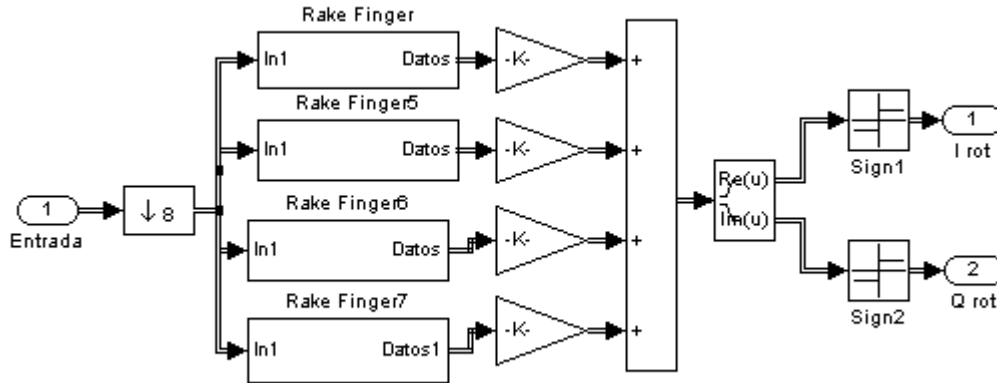 Rake Finger
In1
Datos
-K-
+
Rake Finger5
In1
Datos
-K-
+
1
Entrada
↓ 8
Rake Finger6
In1
Datos
-K-
+
Rake Finger7
In1
Datos1
-K-
+
Re(u)
Im(u)
Sign1
1
I rot
Sign2
2
Q rot